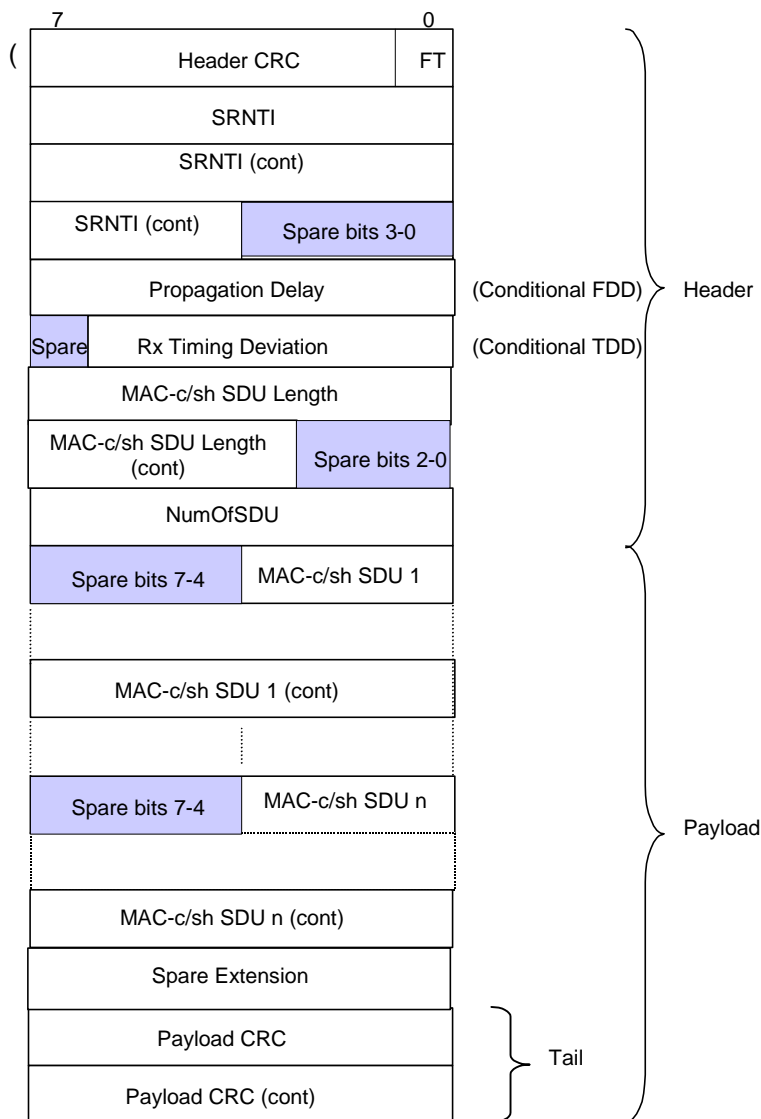 7 0
( Header CRC FT
SRNTI
SRNTI (cont)
SRNTI (cont) Spare bits 3-0
Propagation Delay (Conditional FDD) Header
Spare Rx Timing Deviation (Conditional TDD)
MAC-c/sh SDU Length
MAC-c/sh SDU Length
(cont) Spare bits 2-0
NumOfSDU
Spare bits 7-4 MAC-c/sh SDU 1
MAC-c/sh SDU 1 (cont)
Spare bits 7-4 MAC-c/sh SDU n
Payload
MAC-c/sh SDU n (cont)
Spare Extension
Payload CRC
Tail
Payload CRC (cont)